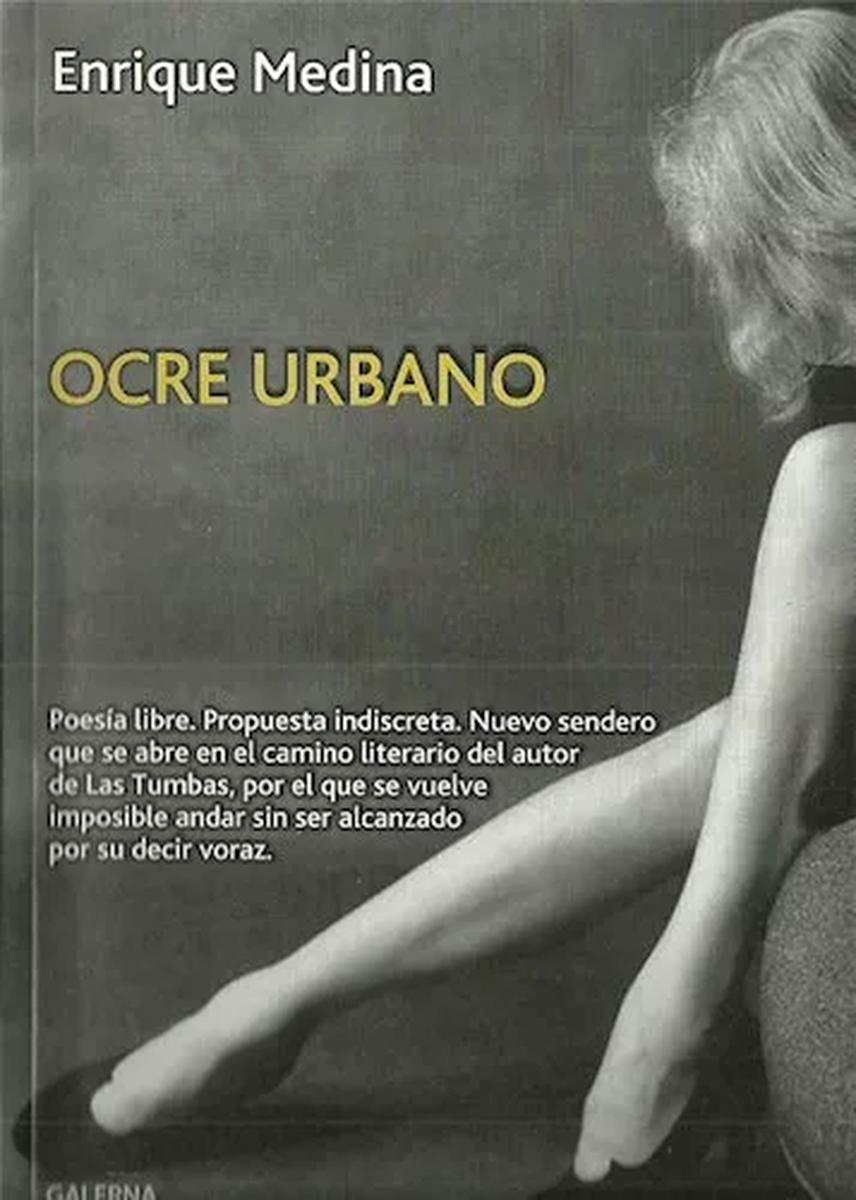 Enrique Medina
OCRE URBANO
Poesía libre. Propuesta indiscreta. Nuevo sendero
que se abre en el camino literario del autor
de Las Tumbas, por el que se vuelve
imposible andar sin ser alcanzado
por su decir voraz.
GALERNA